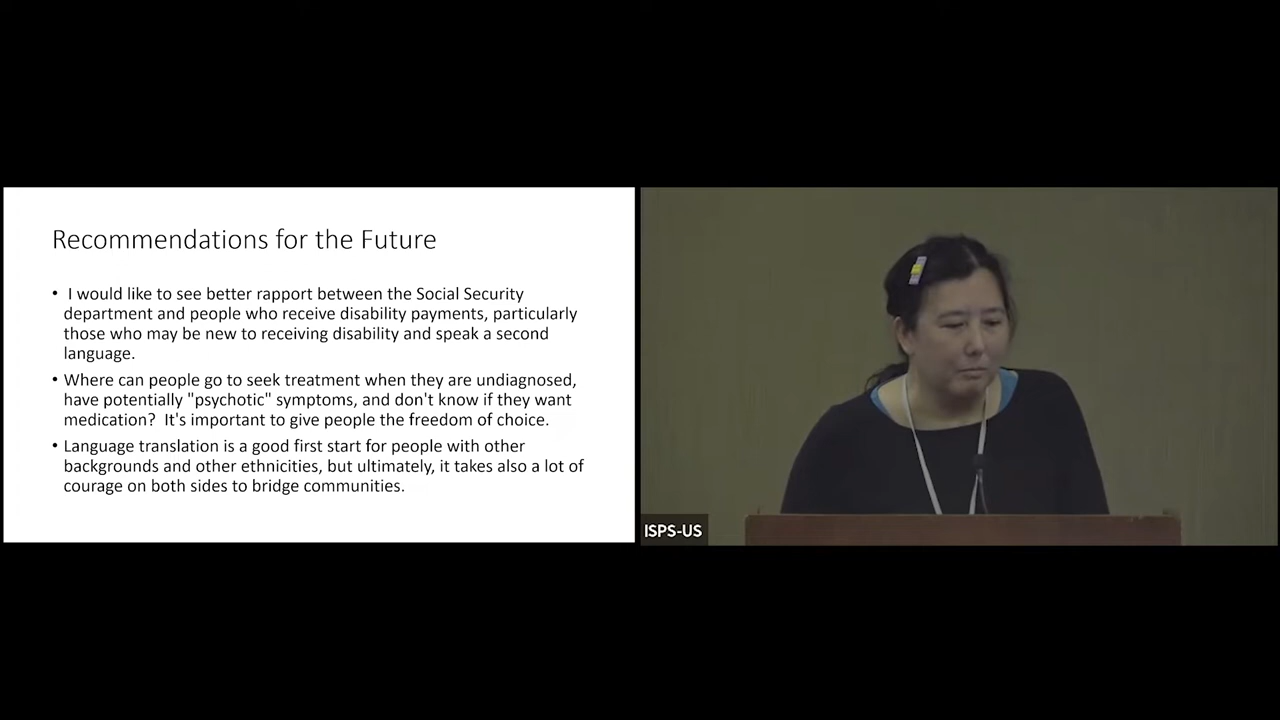 Recommendations for the Future
• I would like to see better rapport between the Social Security
department and people who receive disability payments, particularly
those who may be new to receiving disability and speak a second
language.
• Where can people go to seek treatment when they are undiagnosed,
have potentially "psychotic" symptoms, and don't know if they want
medication? It's important to give people the freedom of choice.
• Language translation is a good first start for people with other
backgrounds and other ethnicities, but ultimately, it takes also a lot of
courage on both sides to bridge communities.
ISPS-US